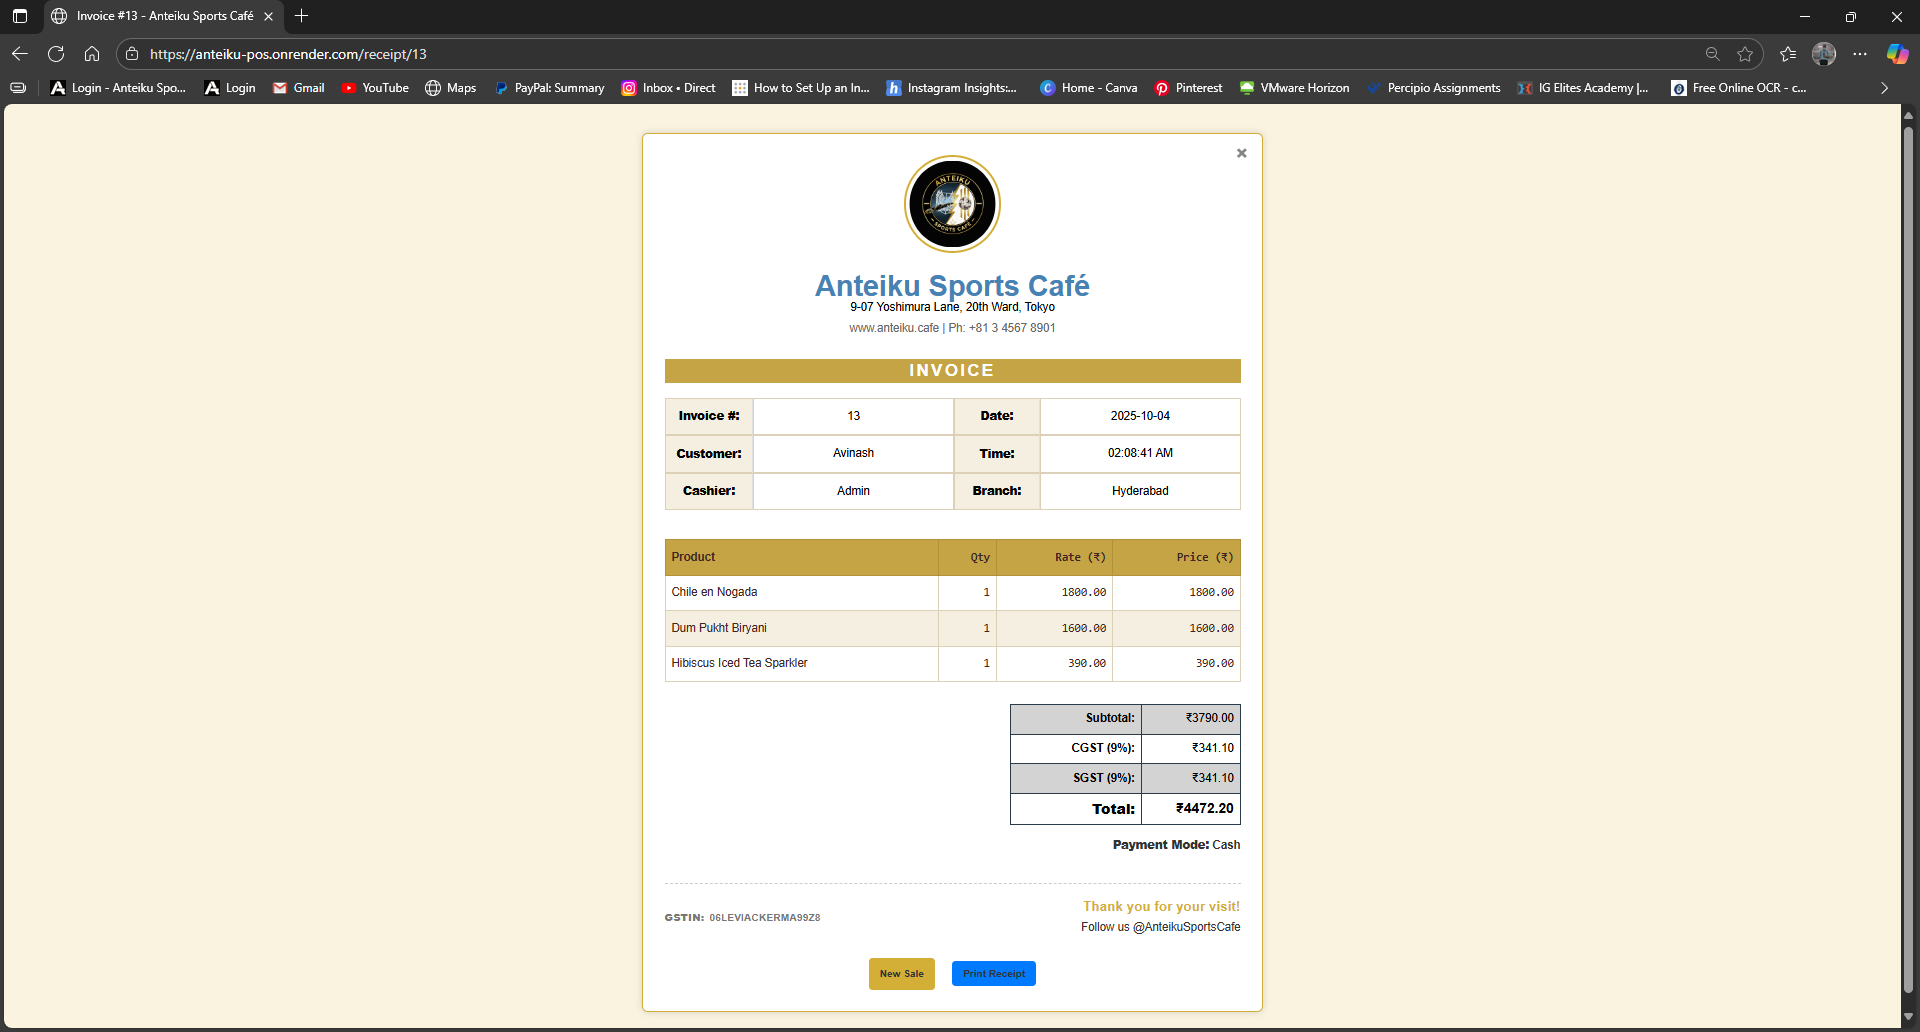 Invoice #13 - Anteiku Sports Café
https://anteiku-pos.onrender.com/receipt/13
Login - Anteiku Spo... Login Gmail YouTube Maps PayPal: Summary Inbox • Direct How to Set Up an In... Instagram Insights:... Home - Canva Pinterest VMware Horizon Percipio Assignments IG Elites Academy |... Free Online OCR - c...
ANTEIKU
SPORTS CAFE
Anteiku Sports Café
9-07 Yoshimura Lane, 20th Ward, Tokyo
www.anteiku.cafe | Ph: +81 3 4567 8901
INVOICE
Invoice #: 13 Date: 2025-10-04
Customer: Avinash Time: 02:08:41 AM
Cashier: Admin Branch: Hyderabad
Product Qty Rate (₹) Price (₹)
Chile en Nogada 1 1800.00 1800.00
Dum Pukht Biryani 1 1600.00 1600.00
Hibiscus Iced Tea Sparkler 1 390.00 390.00
Subtotal: ₹3790.00
CGST (9%): ₹341.10
SGST (9%): ₹341.10
Total: ₹4472.20
Payment Mode: Cash
Thank you for your visit!
GSTIN: 06LEVIACKERMA99Z8
Follow us @AnteikuSportsCafe
New Sale Print Receipt